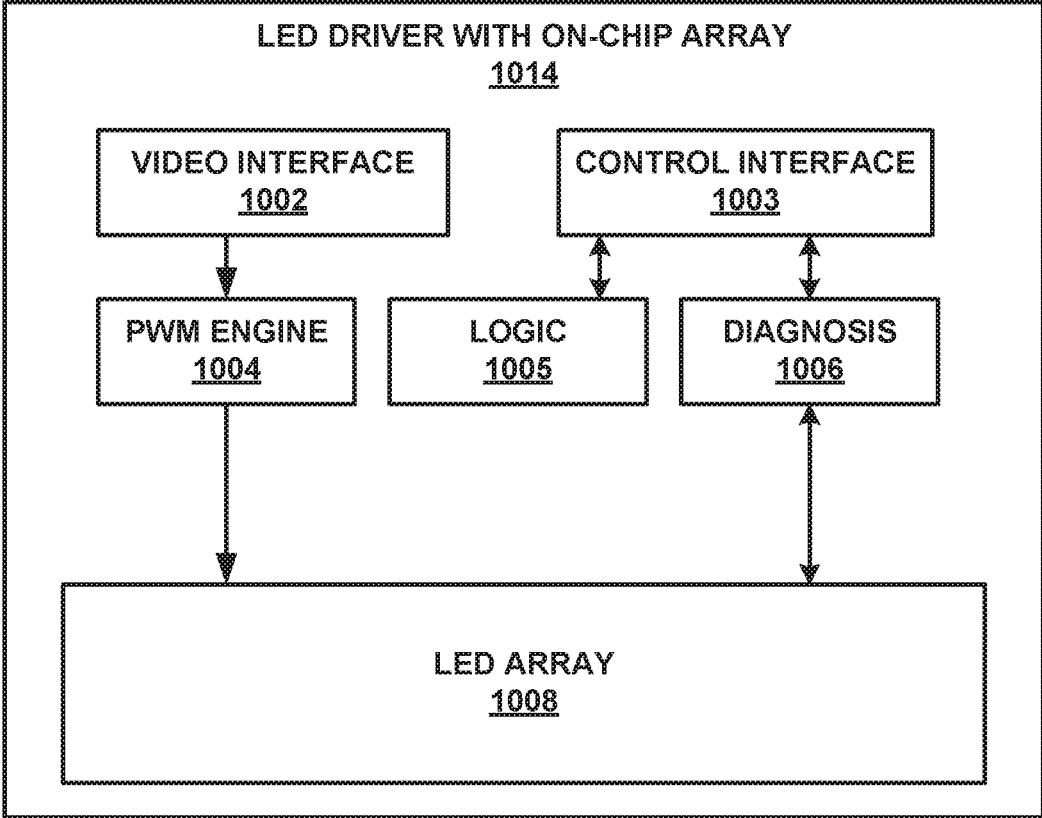 LED DRIVER WITH ON-CHIP ARRAY
1014
VIDEO INTERFACE
1002
CONTROL INTERFACE
1003
PWM ENGINE
1004
LOGIC
1005
DIAGNOSIS
1006
LED ARRAY
1008